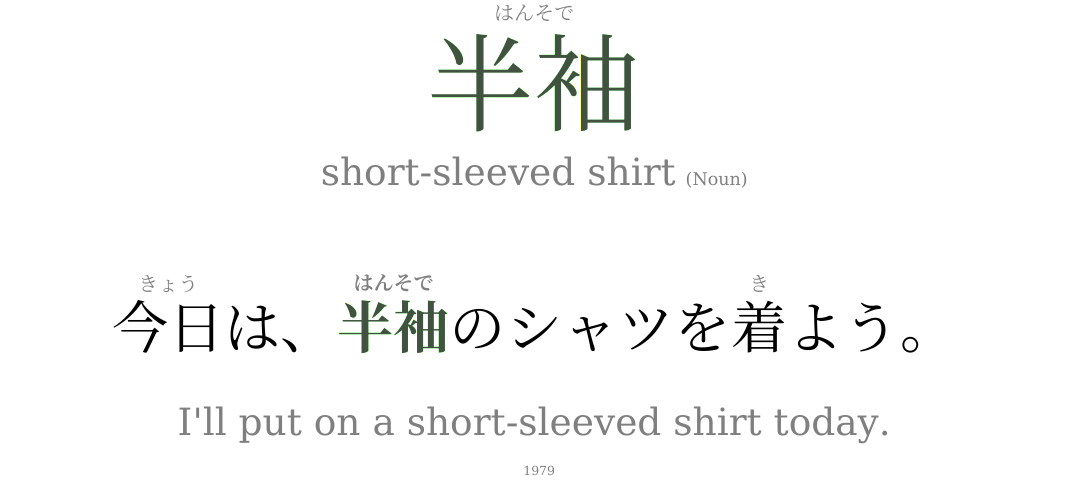 はんそで
半袖
short-sleeved shirt (Noun)
きょう はんそで き
今日は、半袖のシャツを着よう。
I'll put on a short-sleeved shirt today.
1979